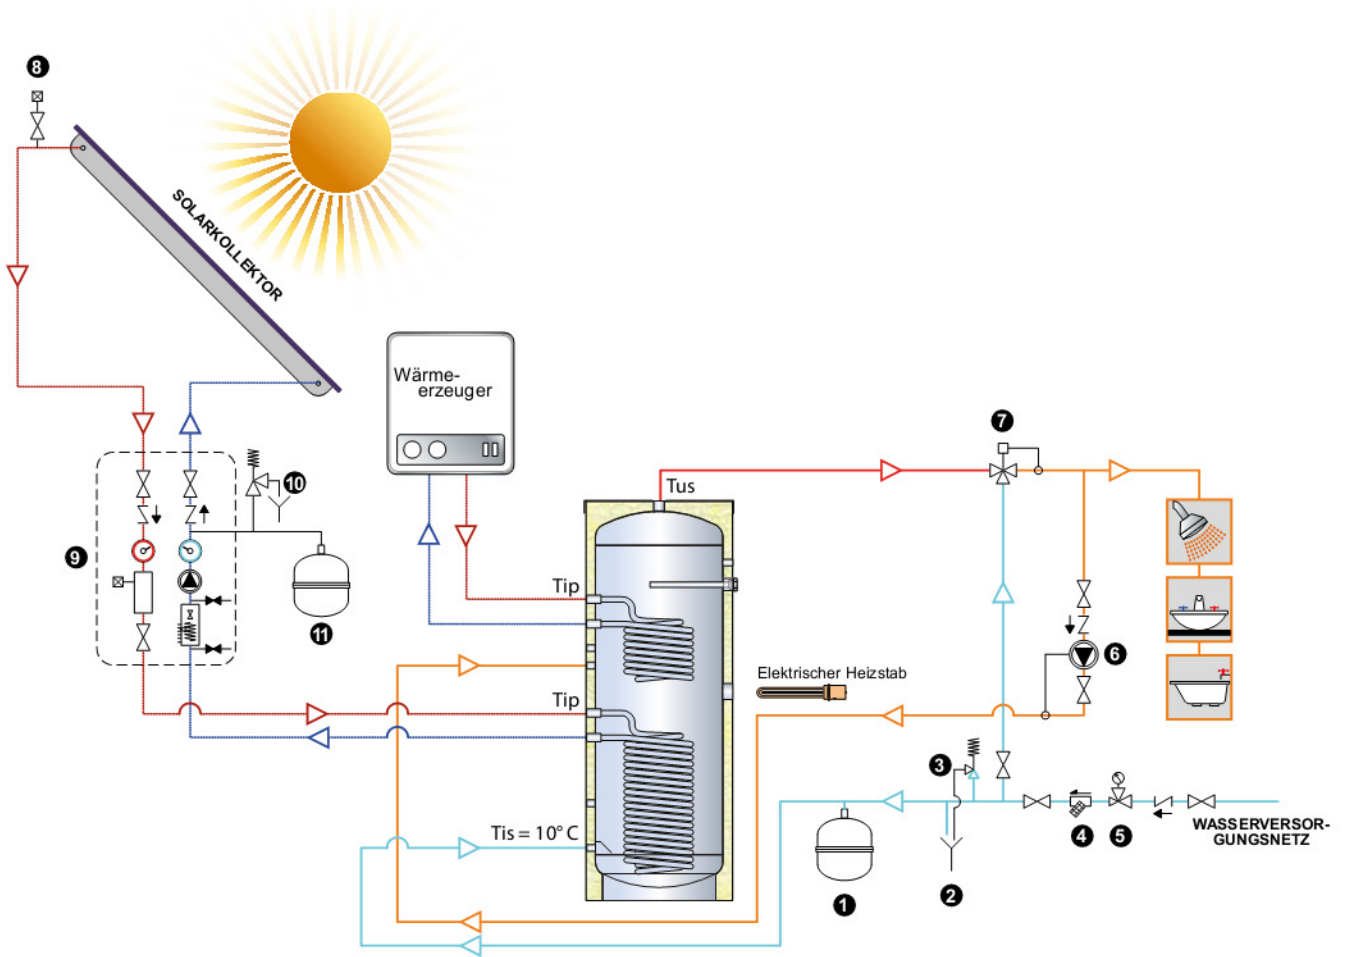 8
SOLARKOLLEKTOR
Wärme-
erzeuger
7
Tus
10
9
11
Tip
6
Elektrischer Heizstab
Tip
3
Tis = 10° C
4
5
WASSERVERSOR-
GUNGSNETZ
1
2